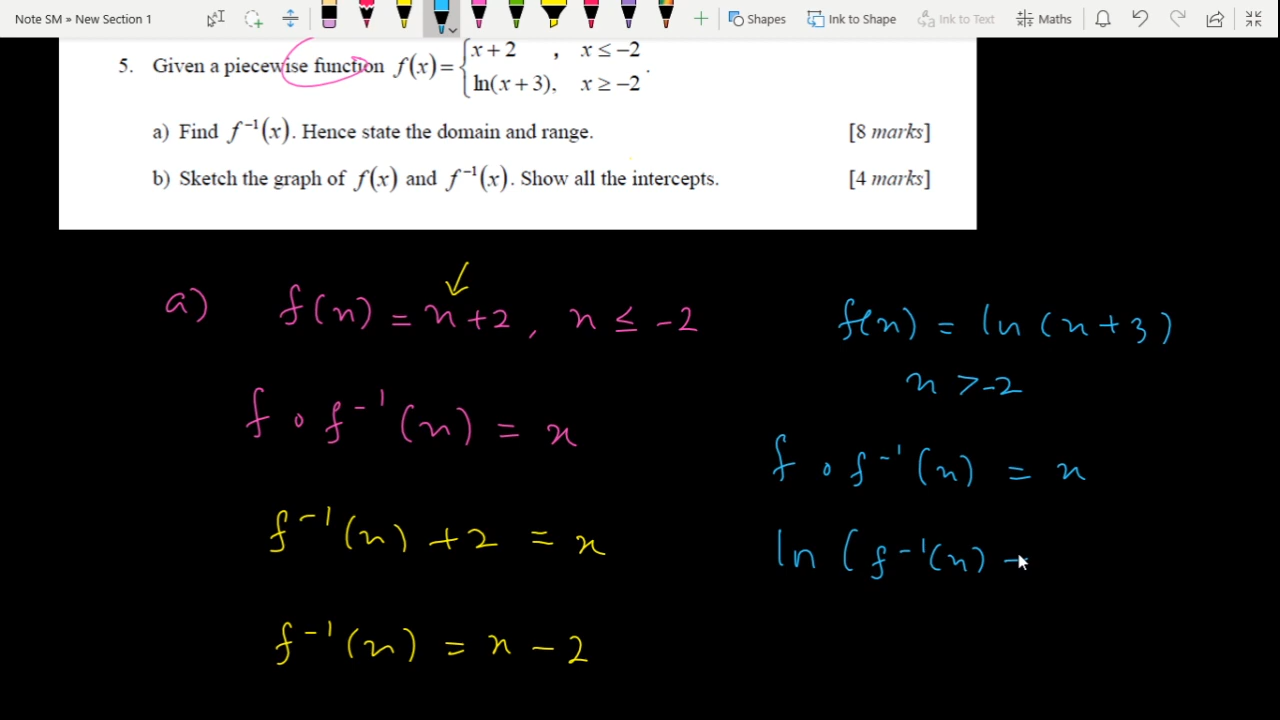 Note SM » New Section 1
Shapes
Ink to Shape
Ink to Text
Maths
5. Given a piecewise function f(x)= { x+2 , x ≤ −2
ln(x+3), x ≥ −2 .
a) Find f⁻¹(x). Hence state the domain and range. [8 marks]
b) Sketch the graph of f(x) and f⁻¹(x). Show all the intercepts. [4 marks]
a) f(x) = x+2, x ≤ -2
f∘f⁻¹(x) = x
f⁻¹(x) +2 = x
f⁻¹(x) = x - 2
f(x) = ln(x+3)
x > -2
f∘f⁻¹(x) = x
ln (f⁻¹(x) -